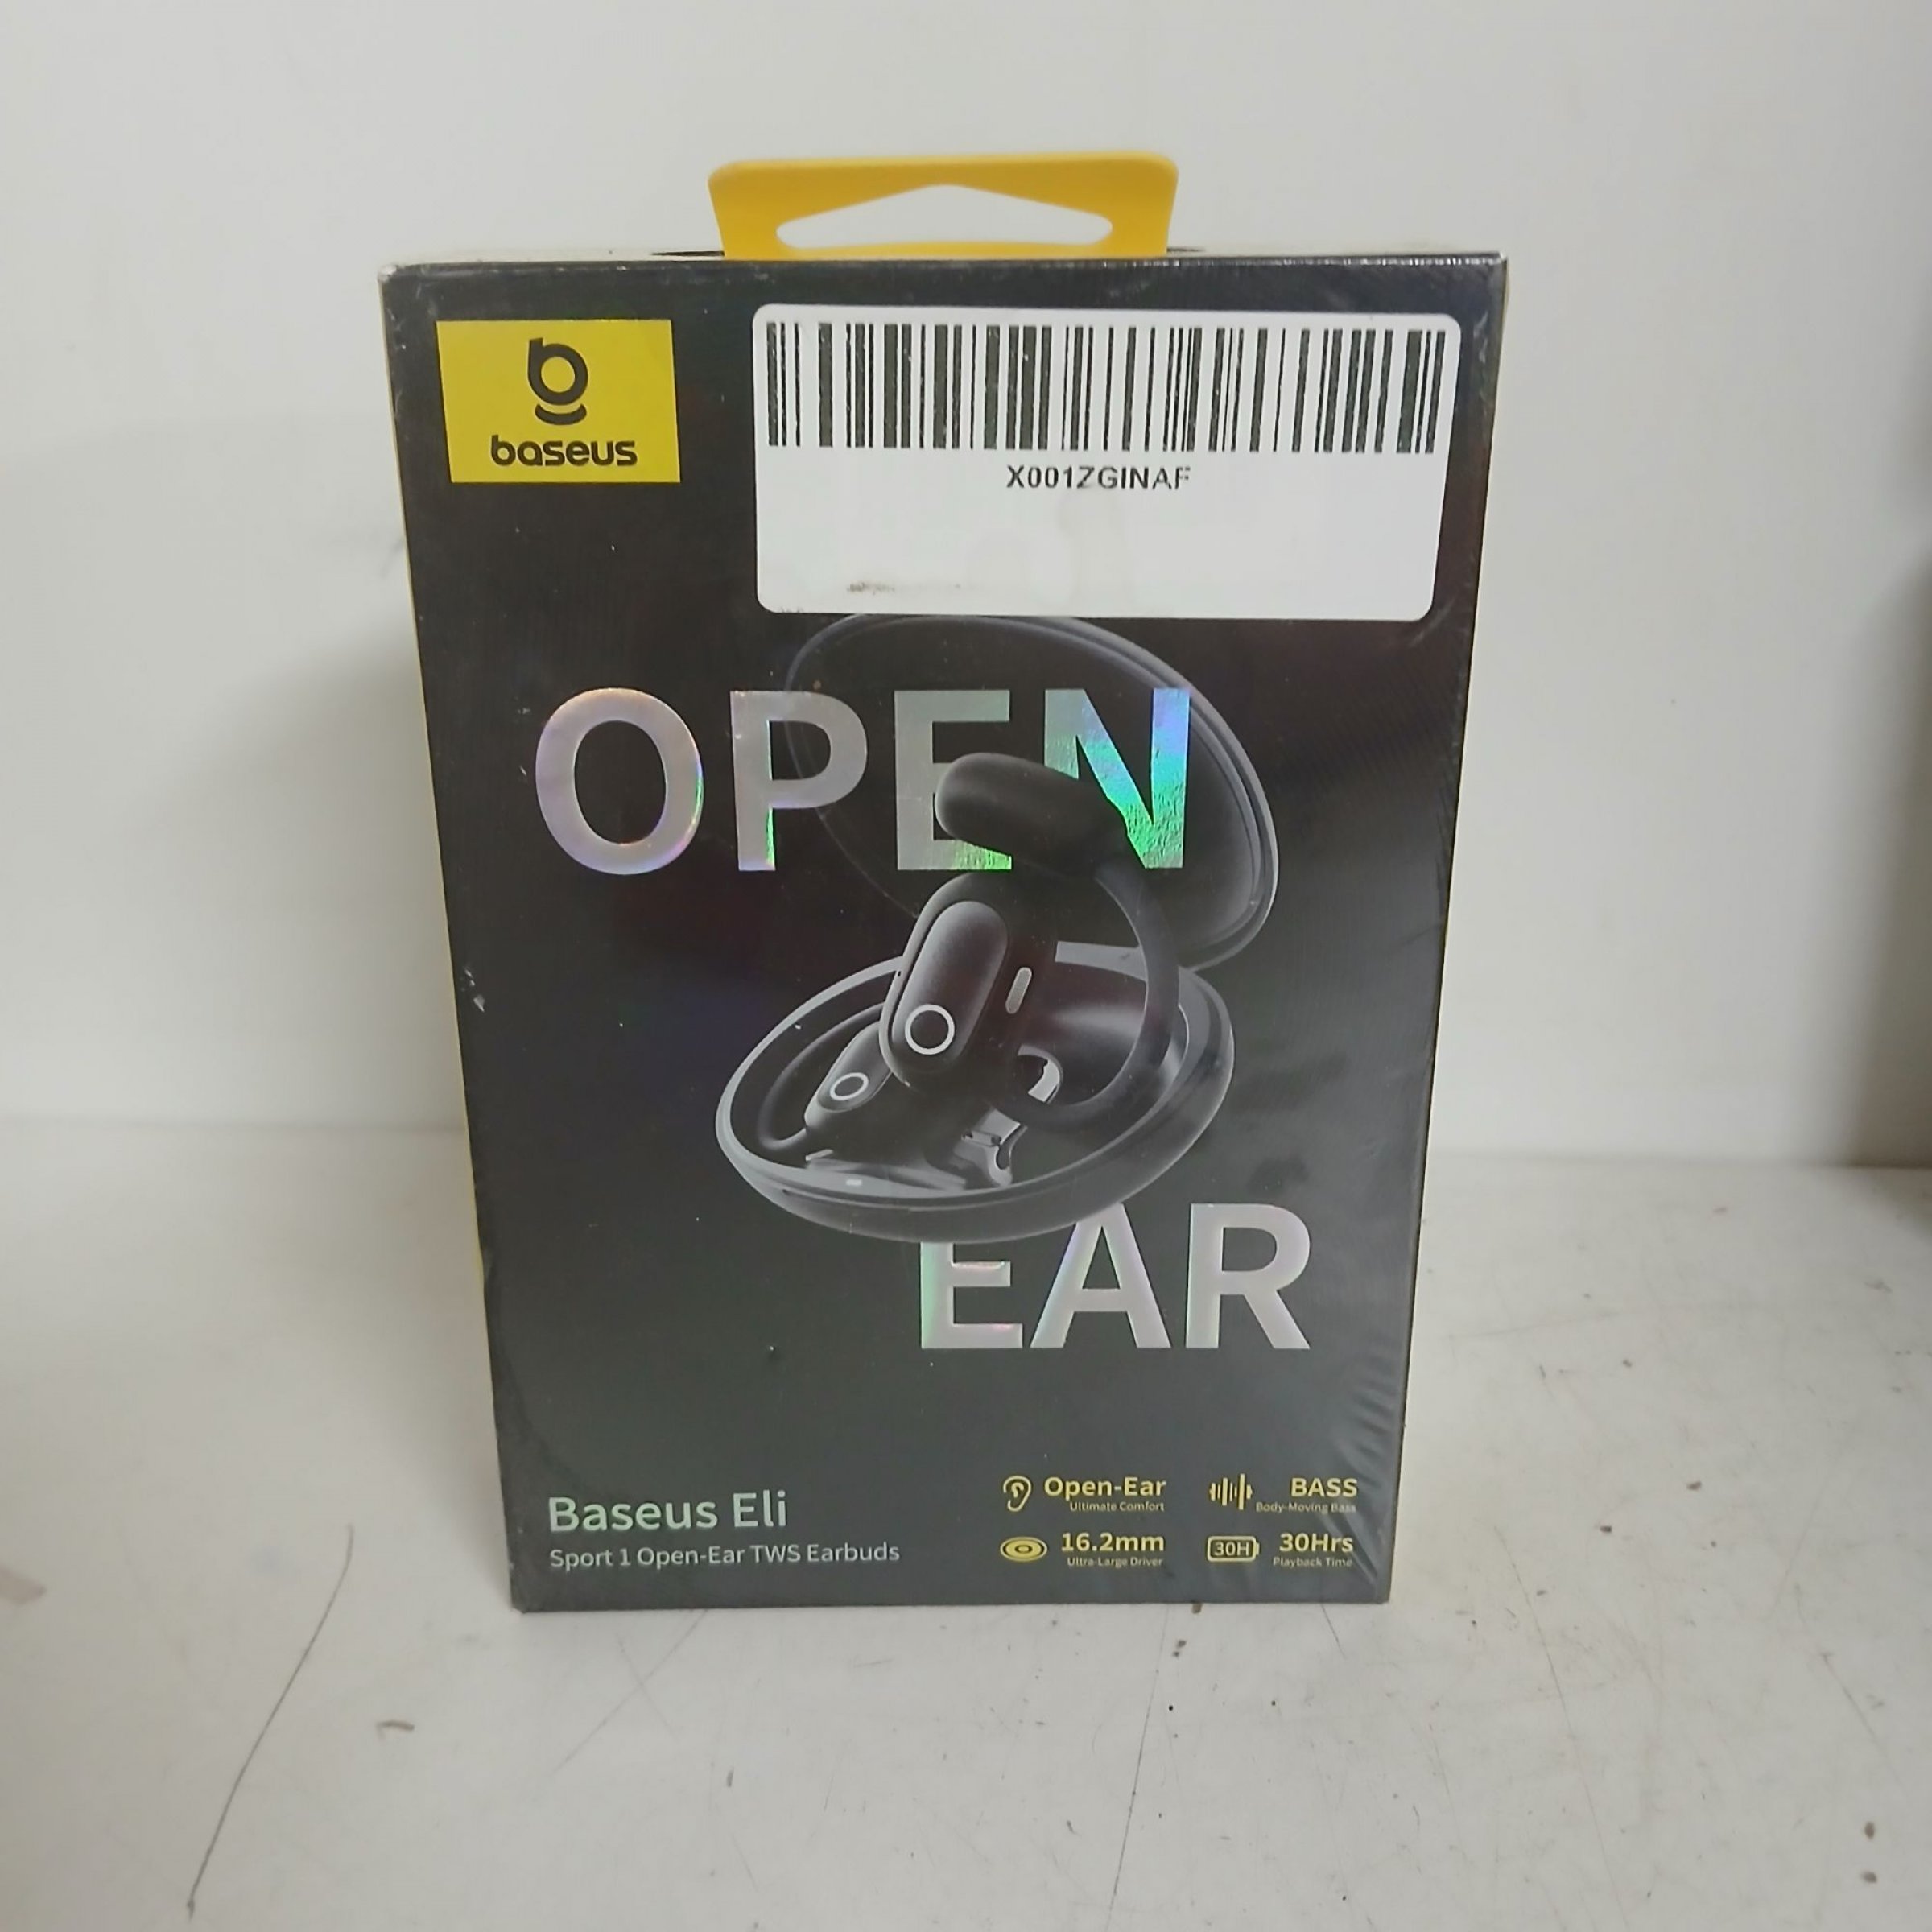 baseus
X001ZGINAF
OPEN
EAR
Baseus Eli
Sport 1 Open-Ear TWS Earbuds
Open-Ear
Ultimate Comfort
BASS
Body-Moving Bass
16.2mm
Ultra-Large Driver
30H
30Hrs
Playback Time